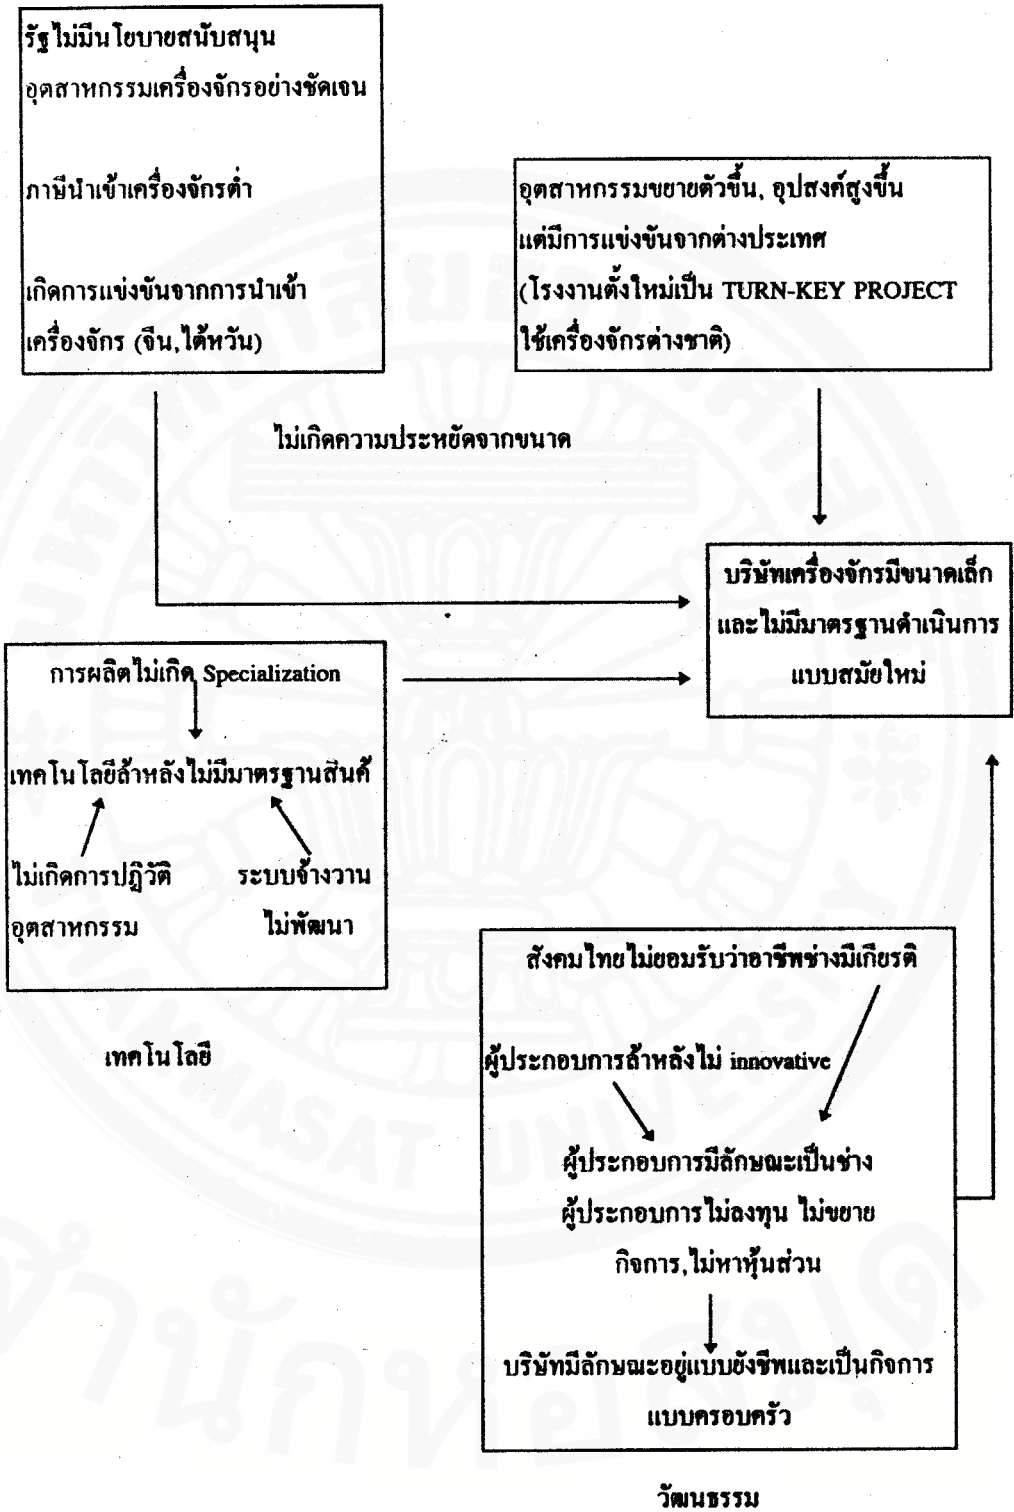 รัฐไม่มีนโยบายสนับสนุน
อุตสาหกรรมเครื่องจักรอย่างชัดเจน
ภาษีนำเข้าเครื่องจักรต่ำ
เกิดการแข่งขันจากการนำเข้า
เครื่องจักร (จีน,ไต้หวัน)
อุตสาหกรรมขยายตัวขึ้น, อุปสงค์สูงขึ้น
แต่มีการแข่งขันจากต่างประเทศ
(โรงงานตั้งใหม่เป็น TURN-KEY PROJECT
ใช้เครื่องจักรต่างชาติ)
ไม่เกิดความประหยัดจากขนาด
บริษัทเครื่องจักรมีขนาดเล็ก
และไม่มีมาตรฐานดำเนินการ
แบบสมัยใหม่
การผลิตไม่เกิด Specialization
เทคโนโลยีล้าหลังไม่มีมาตรฐานสินค้
ไม่เกิดการปฏิวัติ
อุตสาหกรรม
ระบบจ้างวาน
ไม่พัฒนา
เทคโนโลยี
สังคมไทยไม่ยอมรับว่าอาชีพช่างมีเกียรติ
ผู้ประกอบการล้าหลังไม่ innovative
ผู้ประกอบการมีลักษณะเป็นช่าง
ผู้ประกอบการไม่ลงทุน ไม่ขยาย
กิจการ,ไม่หาหุ้นส่วน
บริษัทมีลักษณะอยู่แบบยังชีพและเป็นกิจการ
แบบครอบครัว
วัฒนธรรม
THAMMASAT UNIVERSITY
สำนักหอสมุด